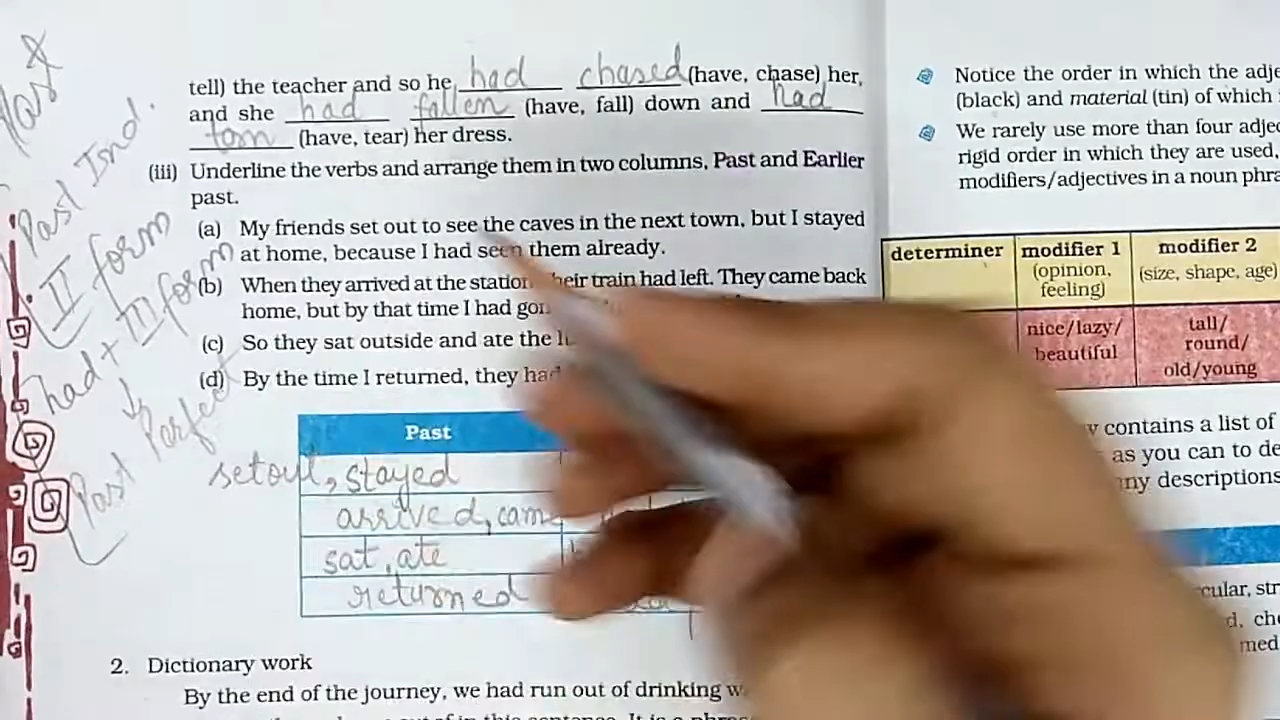 tell) the teacher and so he had chased (have, chase) her,
and she had fallen (have, fall) down and had
torn (have, tear) her dress.
(iii) Underline the verbs and arrange them in two columns, Past and Earlier
past.
(a) My friends set out to see the caves in the next town, but I stayed
at home, because I had seen them already.
(b) When they arrived at the station, their train had left. They came back
home, but by that time I had gon
(c) So they sat outside and ate the
(d) By the time I returned, they had
Past
set out, stayed
arrived, came
sat, ate
returned
2. Dictionary work
By the end of the journey, we had run out of drinking
Past Ind.
II form
had + III form
Past Perfect
Notice the order in which the adje
(black) and material (tin) of which
We rarely use more than four adjec
rigid order in which they are used,
modifiers/adjectives in a noun phra
determiner modifier 1 modifier 2
(opinion, feeling) (size, shape, age)
nice/lazy/ beautiful tall/ round/ old/young
y contains a list of
as you can to de
ny descriptions
cular, str
d, che
med